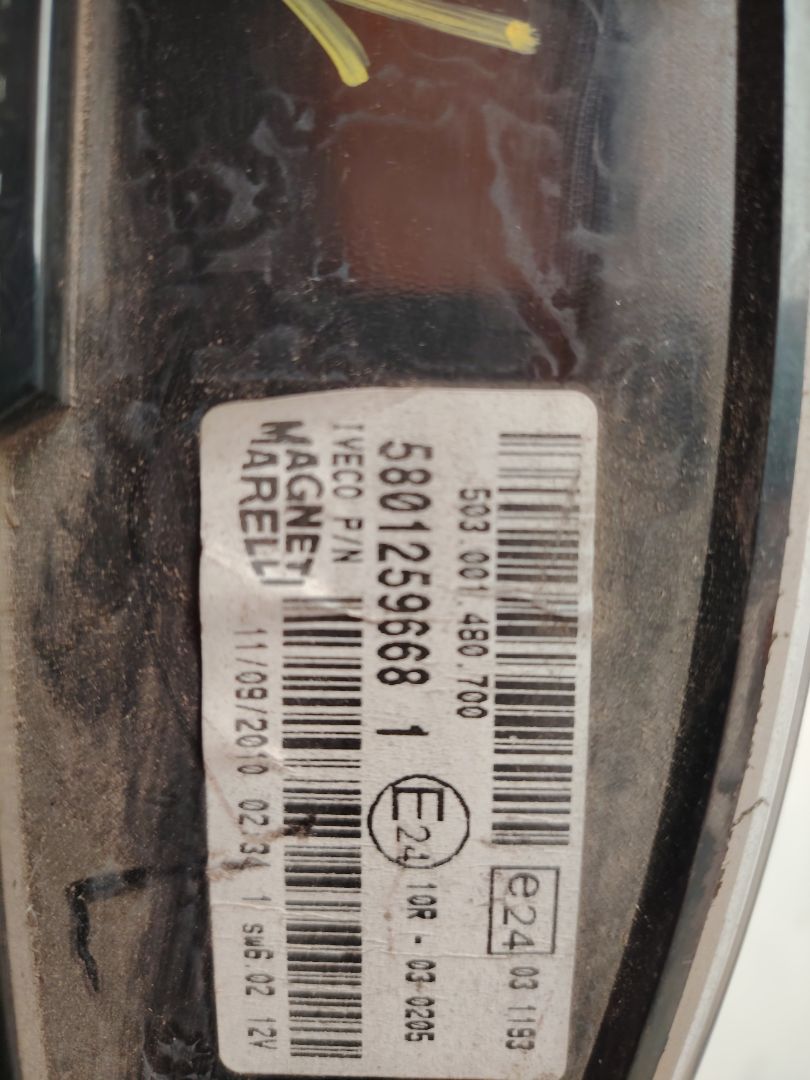 503.001.480.700
5801259668 1
IVECO P/N
MAGNETI
MARELLI
E24 10R - 03 0205
e24 03 1193
11/09/2010 02:34 1 sw6.02 12V